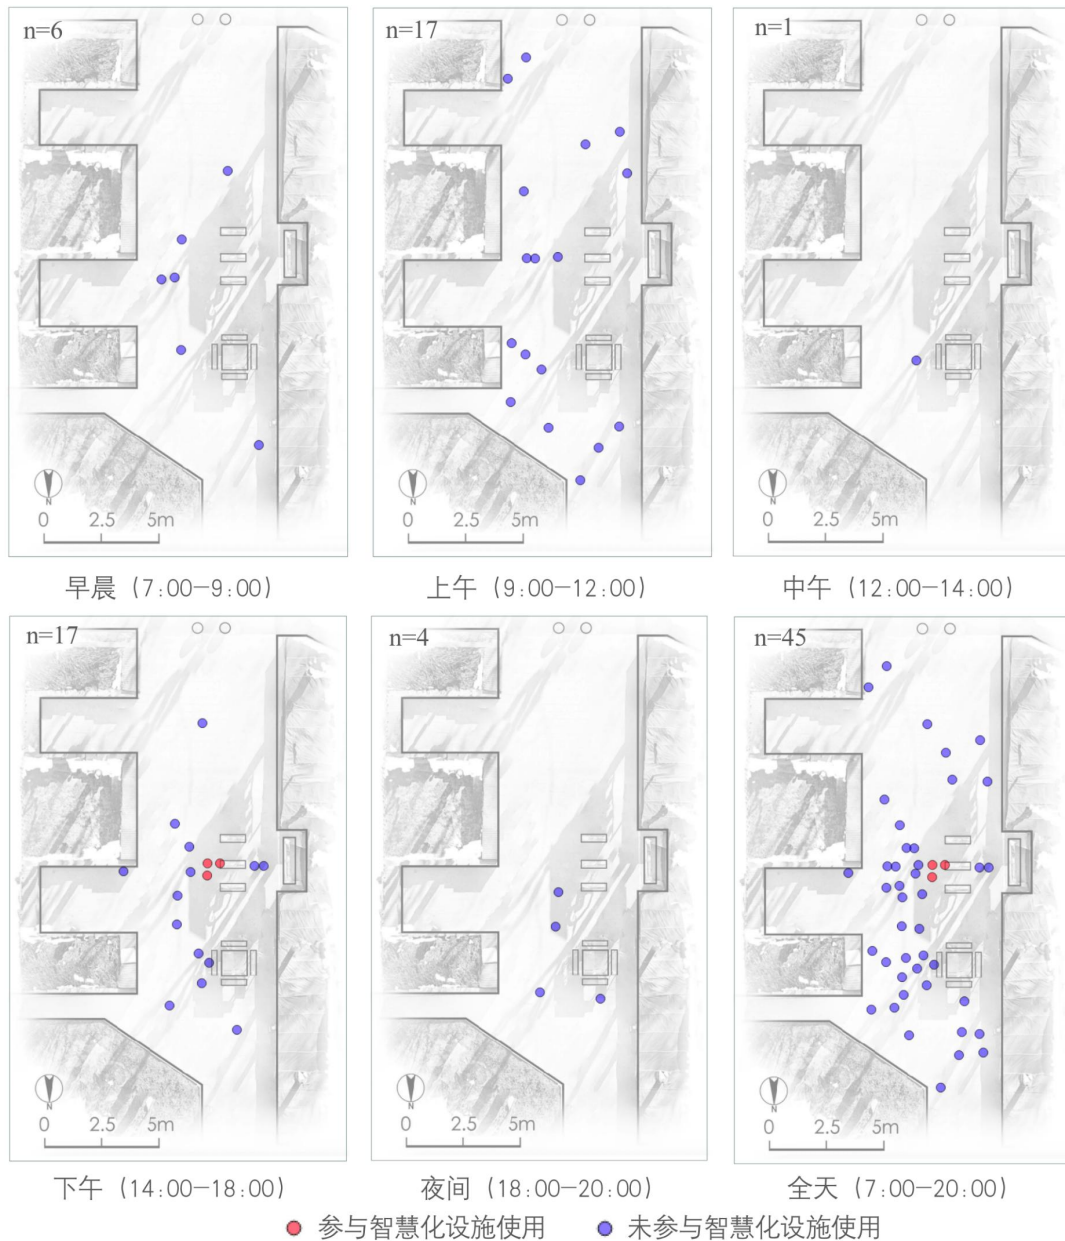 n=6
n=17
n=1
N
0 2.5 5m
N
0 2.5 5m
N
0 2.5 5m
早晨 (7:00—9:00)
上午 (9:00—12:00)
中午 (12:00—14:00)
n=17
n=4
n=45
N
0 2.5 5m
N
0 2.5 5m
N
0 2.5 5m
下午 (14:00—18:00)
夜间 (18:00—20:00)
全天 (7:00—20:00)
参与智慧化设施使用
未参与智慧化设施使用